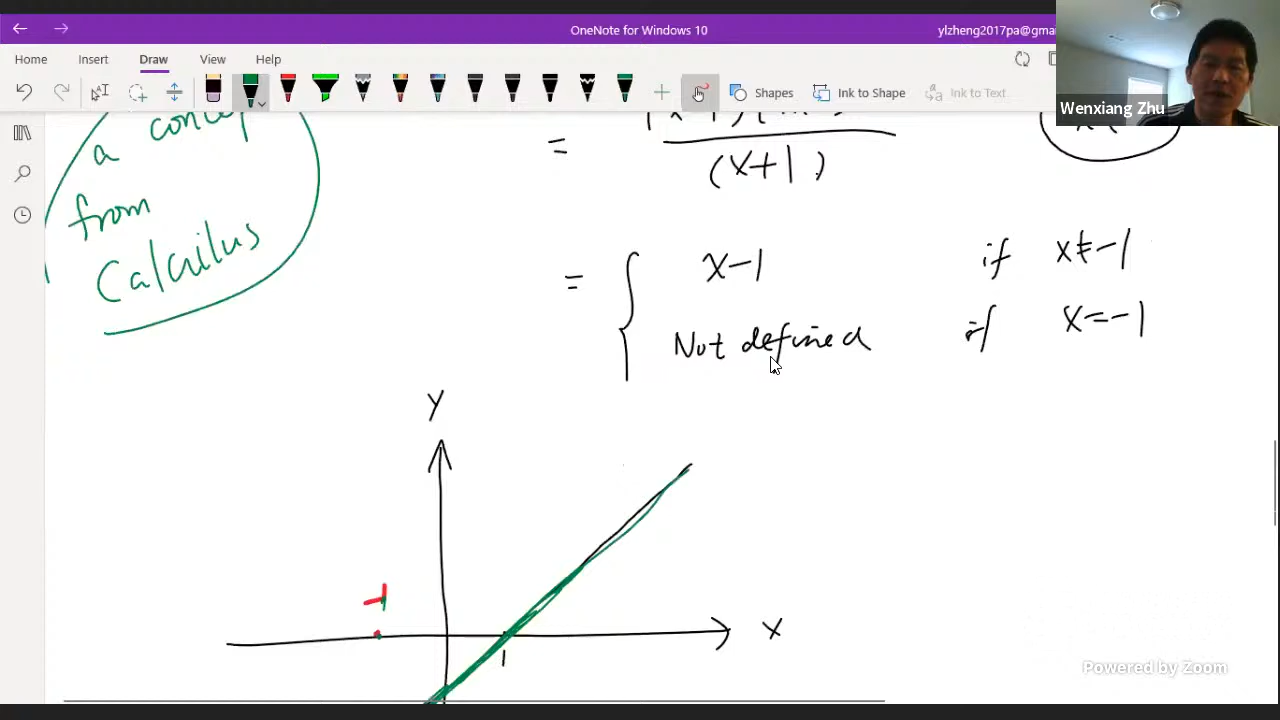 OneNote for Windows 10
ylzheng2017pa@gma
Home Insert Draw View Help
Shapes Ink to Shape Ink to Text
Wenxiang Zhu
a
from
Calculus
=
(x+1)
= x-1 if x≠-1
Not defined if x=-1
y
-1
1
x
Powered by Zoom